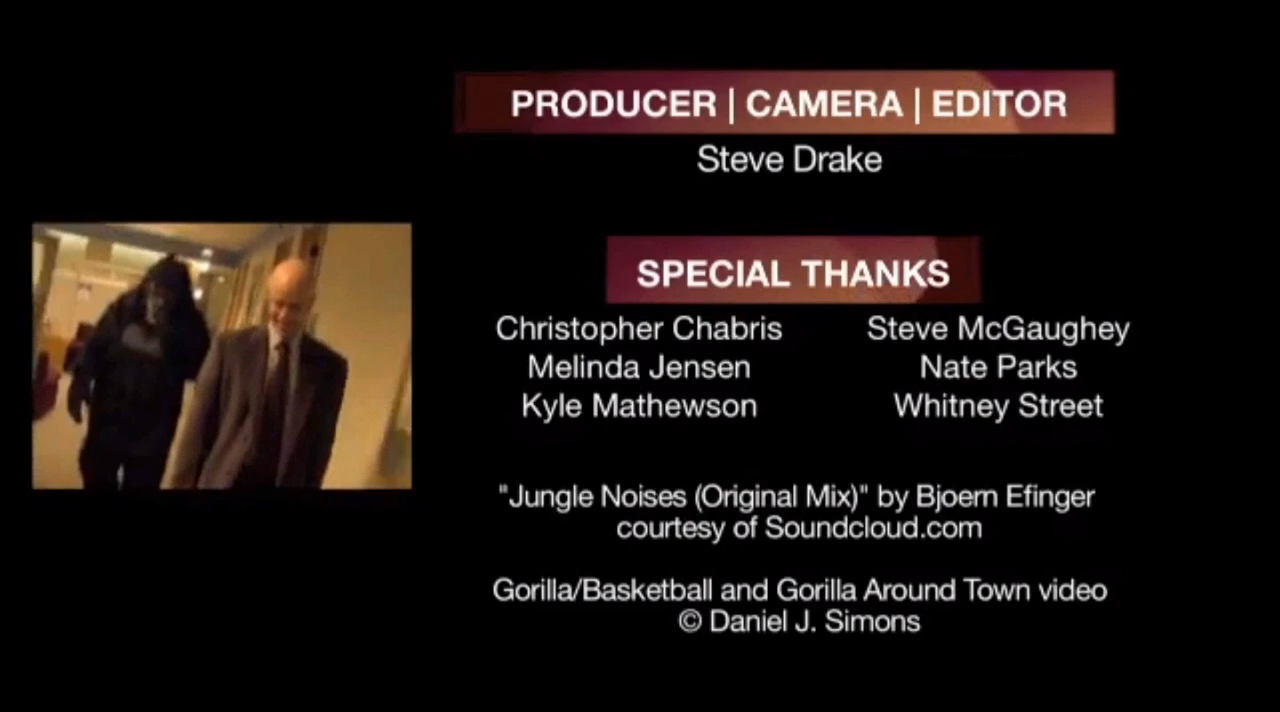 PRODUCER | CAMERA | EDITOR
Steve Drake
SPECIAL THANKS
Christopher Chabris
Melinda Jensen
Kyle Mathewson
Steve McGaughey
Nate Parks
Whitney Street
"Jungle Noises (Original Mix)" by Bjoern Efinger
courtesy of Soundcloud.com
Gorilla/Basketball and Gorilla Around Town video
© Daniel J. Simons